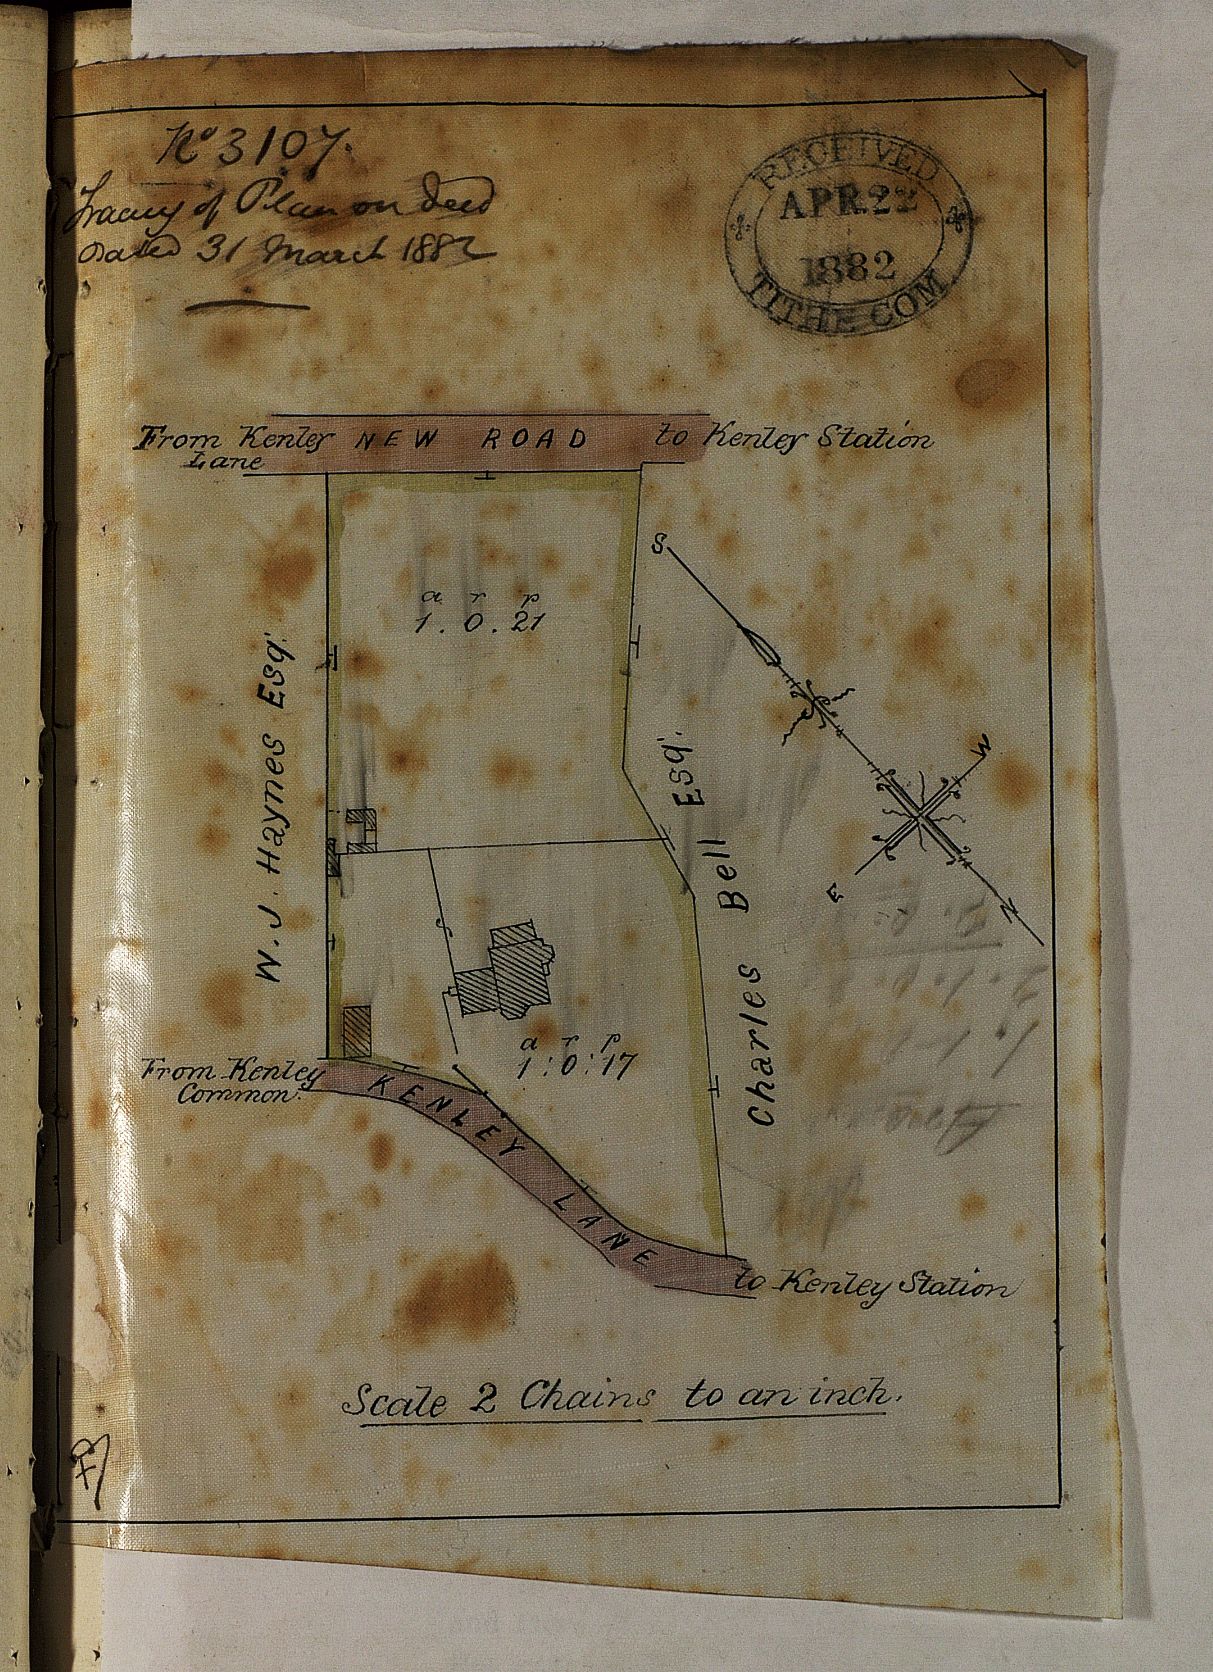 No 3107.
Tracing of Plan on deed
dated 31 March 1882
RECEIVED
APR. 22
1882
TITHE COM
From Kenley NEW ROAD to Kenley Station
Lane
S
a r p
1 . 0 . 21
W. J. Haynes Esqr.
Charles Bell Esqr.
W
E
N
a r p
1 : 0 : 17
From Kenley
Common.
KENLEY LANE
to Kenley Station
Scale 2 Chains to an inch.